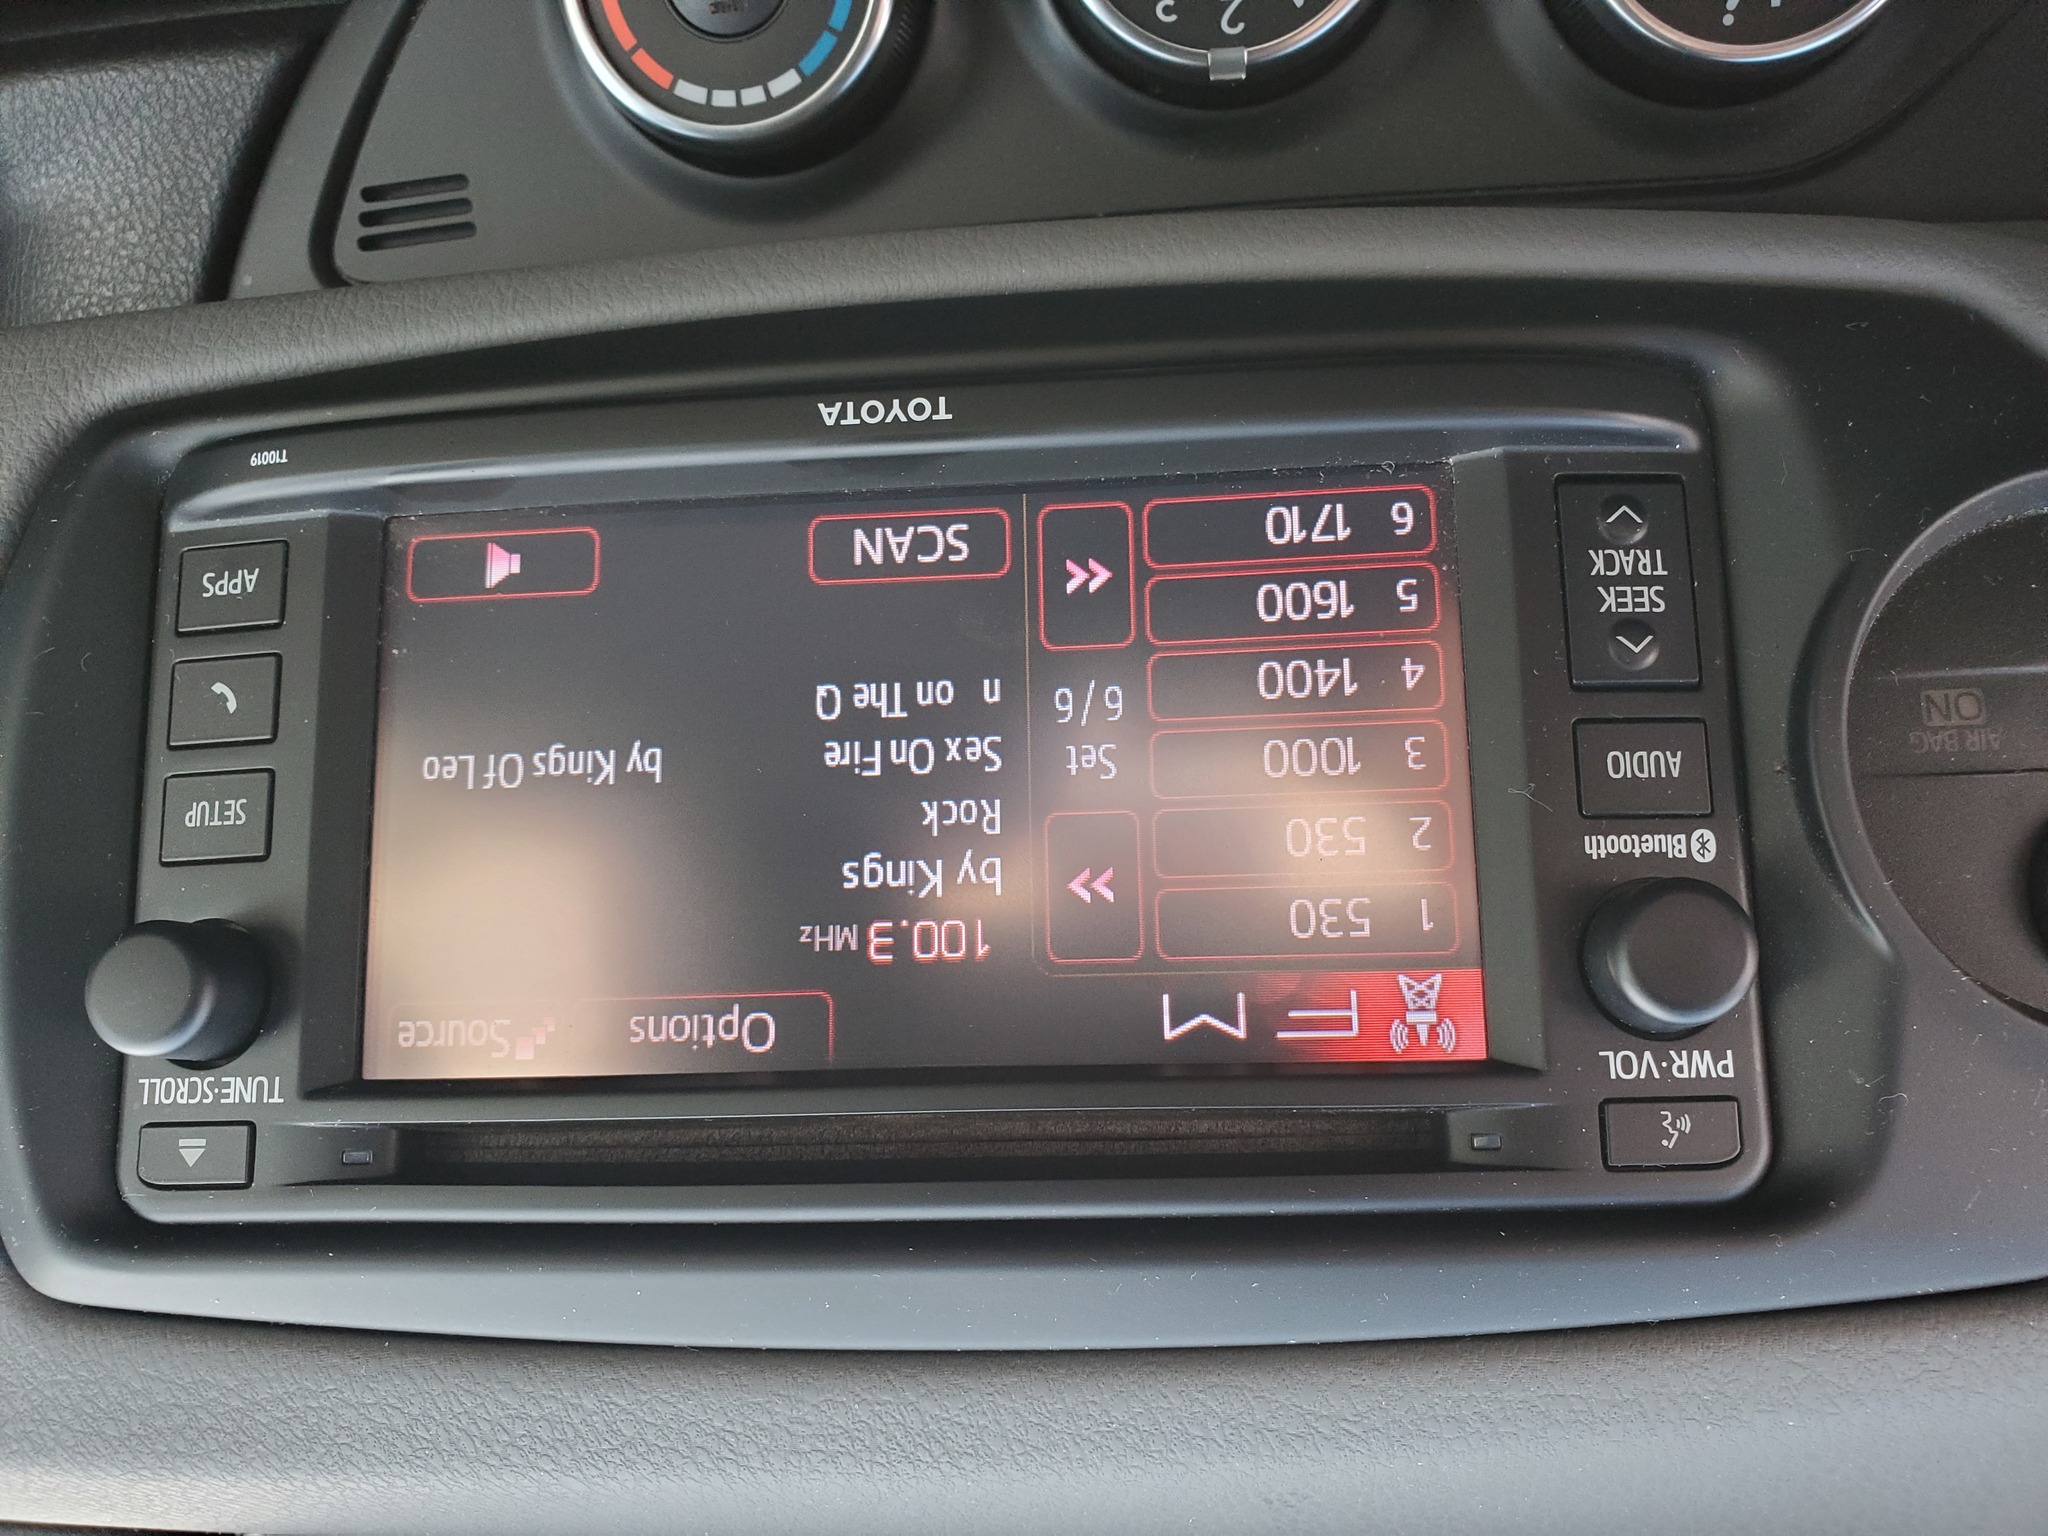 PWR·VOL
Bluetooth
AUDIO
SEEK
TRACK
FM
Options
Source
1 530
2 530
3 1000
4 1400
5 1600
6 1710
Set
6/6
100.3 MHz
by Kings
Rock
Sex On Fire by Kings Of Leo
n on The Q
SCAN
TUNE·SCROLL
SETUP
APPS
TOYOTA
T10019
AIR BAG
ON
2
3